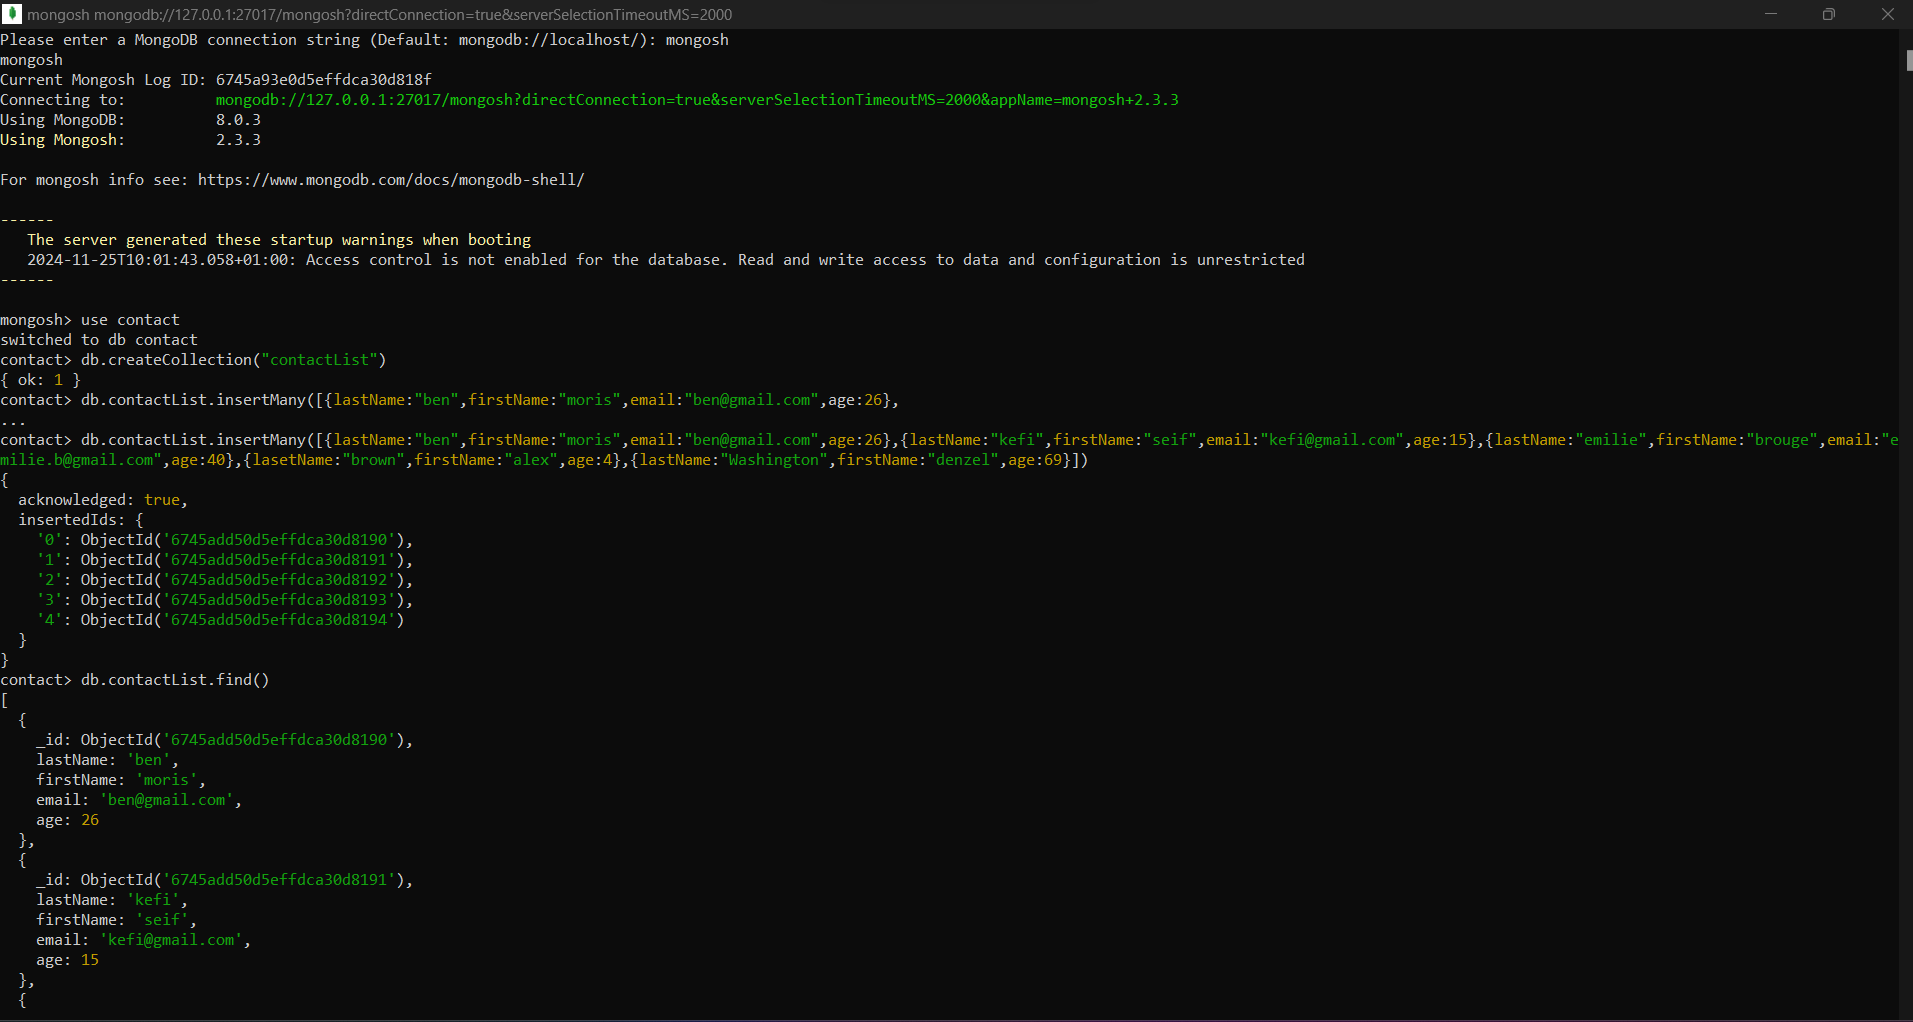 mongosh mongodb://127.0.0.1:27017/mongosh?directConnection=true&serverSelectionTimeoutMS=2000
Please enter a MongoDB connection string (Default: mongodb://localhost/): mongosh
mongosh
Current Mongosh Log ID: 6745a93e0d5effdca30d818f
Connecting to:          mongodb://127.0.0.1:27017/mongosh?directConnection=true&serverSelectionTimeoutMS=2000&appName=mongosh+2.3.3
Using MongoDB:          8.0.3
Using Mongosh:          2.3.3
For mongosh info see: https://www.mongodb.com/docs/mongodb-shell/
------
   The server generated these startup warnings when booting
   2024-11-25T10:01:43.058+01:00: Access control is not enabled for the database. Read and write access to data and configuration is unrestricted
------
mongosh> use contact
switched to db contact
contact> db.createCollection("contactList")
{ ok: 1 }
contact> db.contactList.insertMany([{lastName:"ben",firstName:"moris",email:"ben@gmail.com",age:26},
...
contact> db.contactList.insertMany([{lastName:"ben",firstName:"moris",email:"ben@gmail.com",age:26},{lastName:"kefi",firstName:"seif",email:"kefi@gmail.com",age:15},{lastName:"emilie",firstName:"brouge",email:"e
milie.b@gmail.com",age:40},{lasetName:"brown",firstName:"alex",age:4},{lastName:"Washington",firstName:"denzel",age:69}])
{
  acknowledged: true,
  insertedIds: {
    '0': ObjectId('6745add50d5effdca30d8190'),
    '1': ObjectId('6745add50d5effdca30d8191'),
    '2': ObjectId('6745add50d5effdca30d8192'),
    '3': ObjectId('6745add50d5effdca30d8193'),
    '4': ObjectId('6745add50d5effdca30d8194')
  }
}
contact> db.contactList.find()
[
  {
    _id: ObjectId('6745add50d5effdca30d8190'),
    lastName: 'ben',
    firstName: 'moris',
    email: 'ben@gmail.com',
    age: 26
  },
  {
    _id: ObjectId('6745add50d5effdca30d8191'),
    lastName: 'kefi',
    firstName: 'seif',
    email: 'kefi@gmail.com',
    age: 15
  },
  {